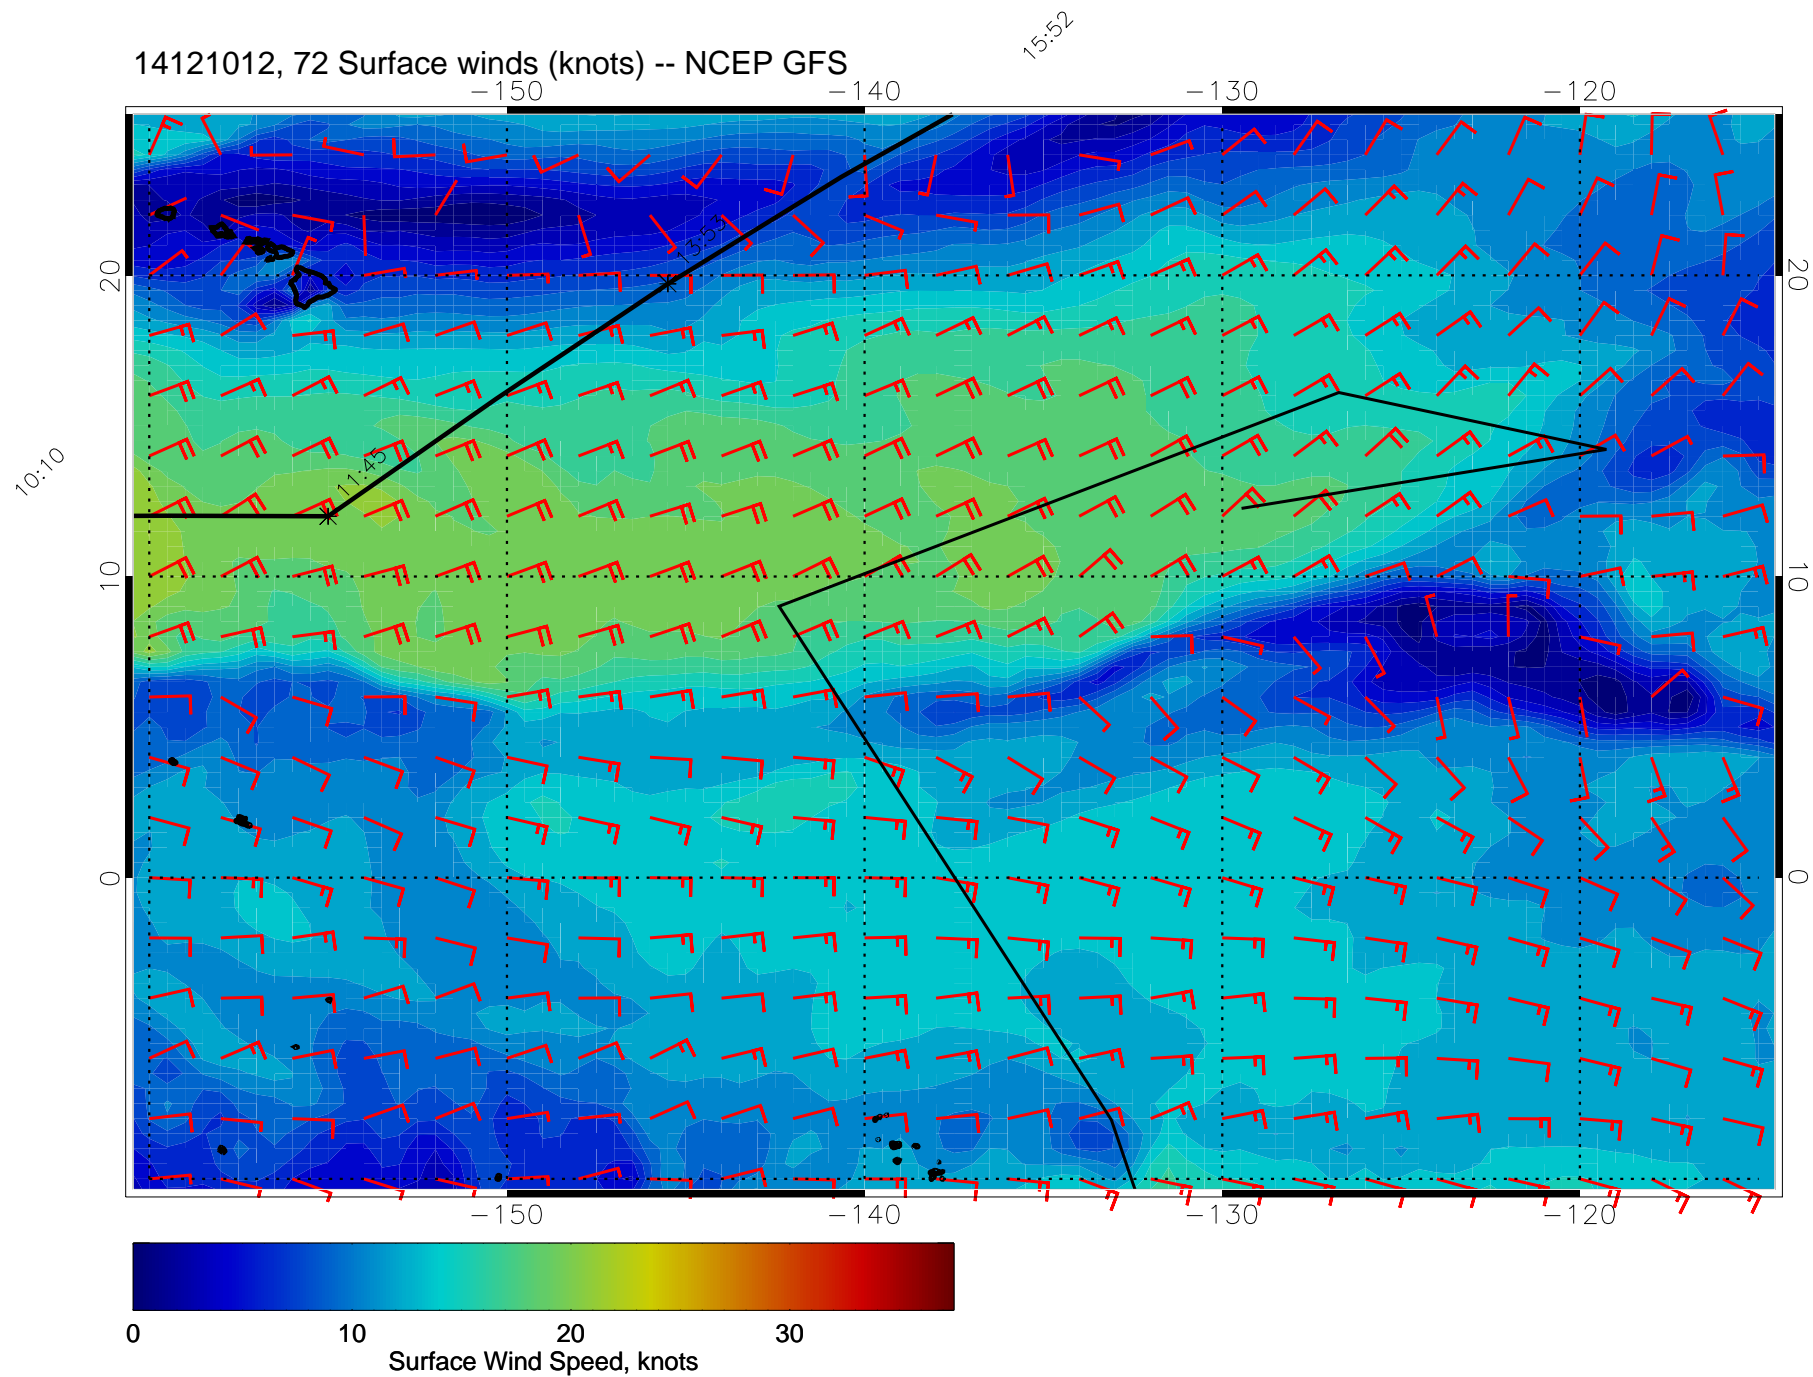 15:52
14121012, 72 Surface winds (knots) -- NCEP GFS
-150 -140 -130 -120
13:53
20 20
11:45
10:10
10 10
0 0
-150 -140 -130 -120
0 10 20 30
Surface Wind Speed, knots